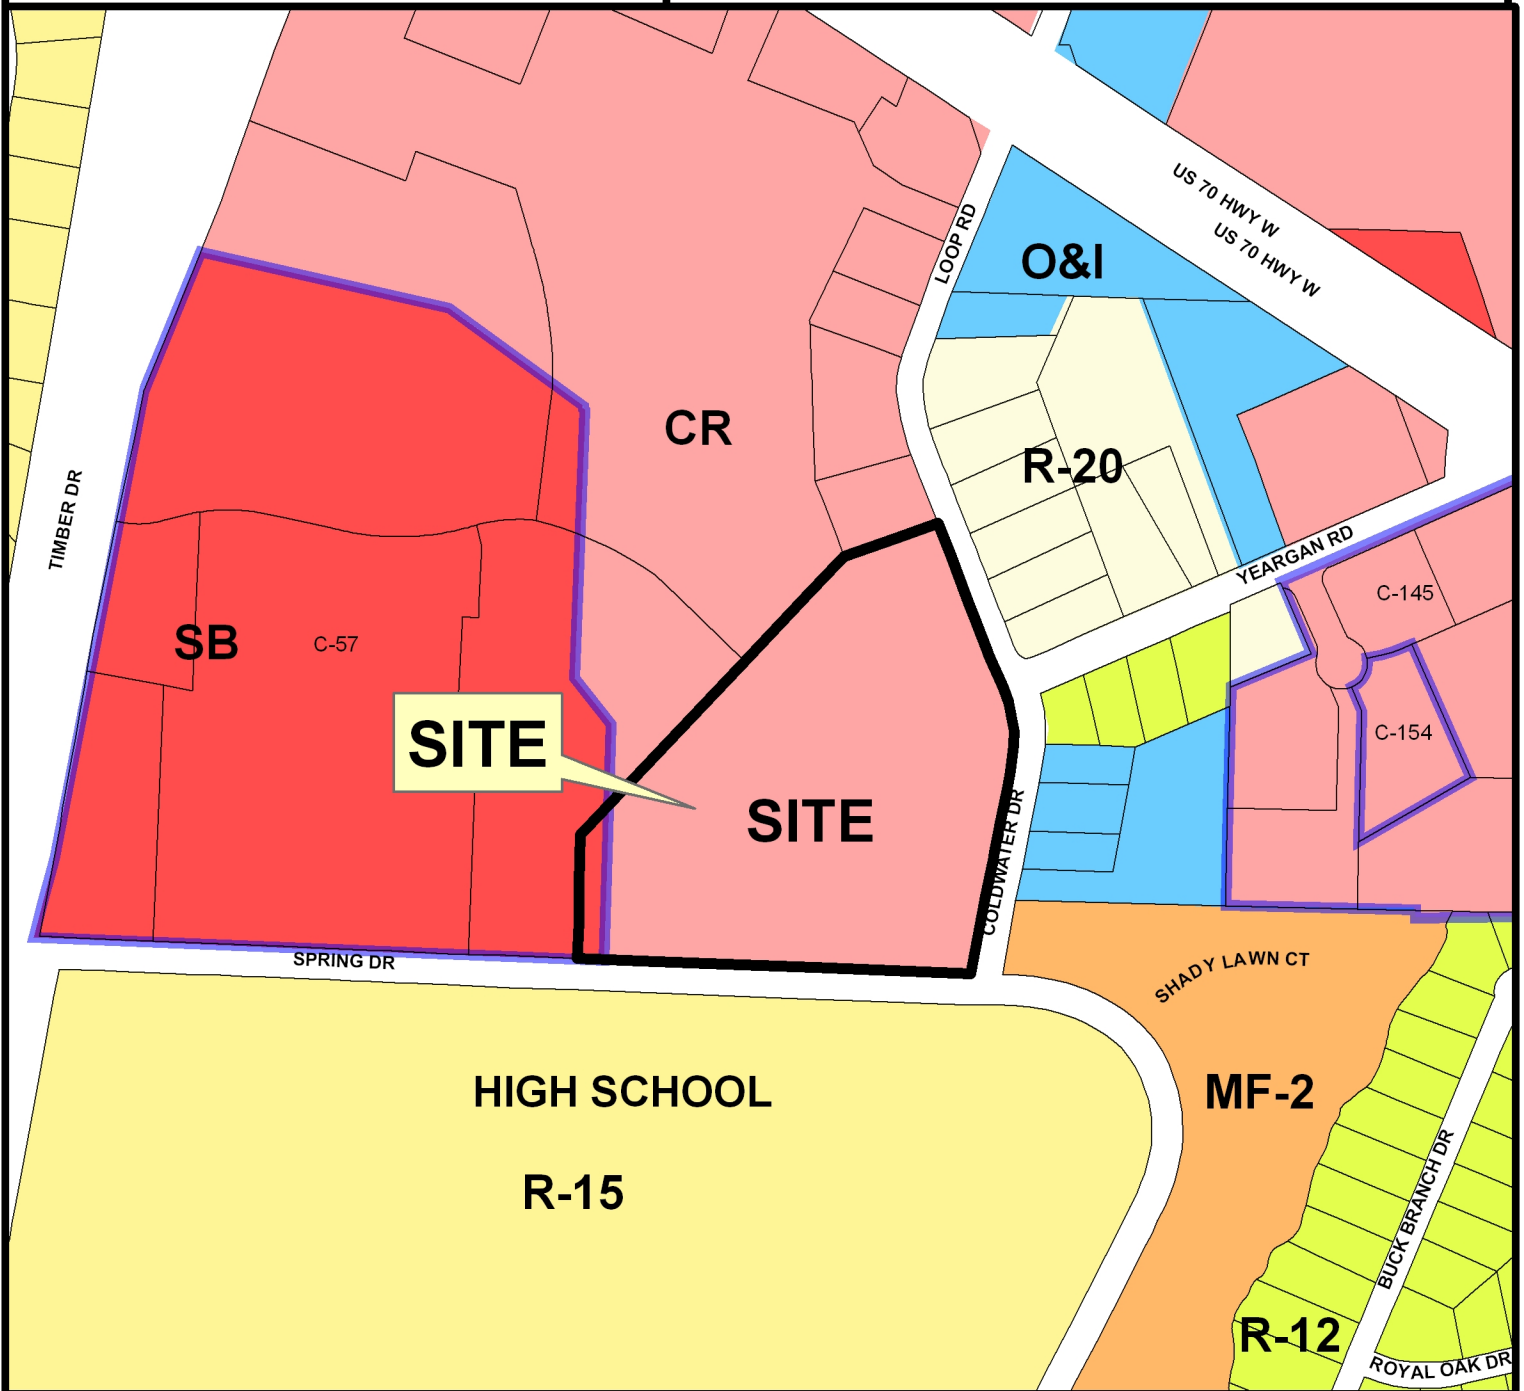 US 70 HWY W
US 70 HWY W
LOOP RD
O&I
CR
R-20
TIMBER DR
YEARGAN RD
C-145
SB
C-57
SITE
C-154
SITE
COLDWATER DR
SPRING DR
SHADY LAWN CT
HIGH SCHOOL
MF-2
R-15
BUCK BRANCH DR
R-12
ROYAL OAK DR